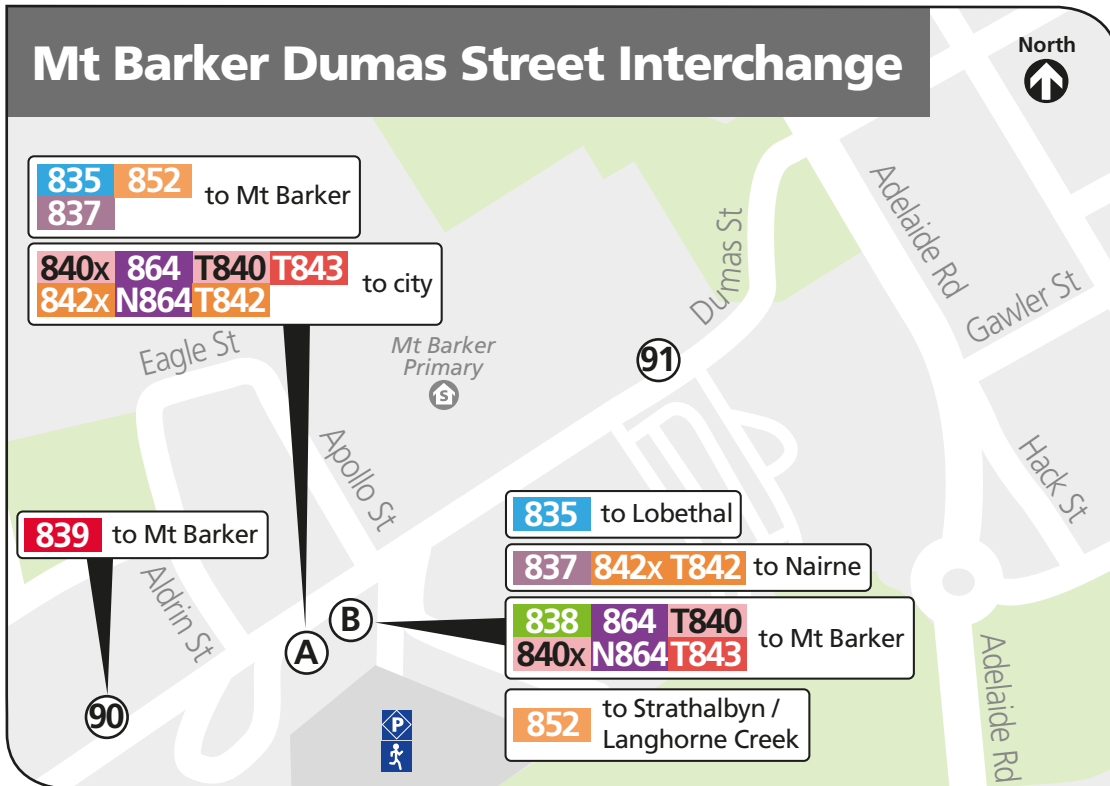 Mt Barker Dumas Street Interchange
North
835 852
837
to Mt Barker
840x 864 T840 T843
842x N864 T842
to city
Eagle St
Mt Barker
Primary
S
91
Dumas St
Adelaide Rd
Gawler St
Hack St
Apollo St
839 to Mt Barker
Aldrin St
90
A
B
835 to Lobethal
837 842x T842 to Nairne
838 864 T840
840x N864 T843
to Mt Barker
852
to Strathalbyn /
Langhorne Creek
P
Adelaide Rd